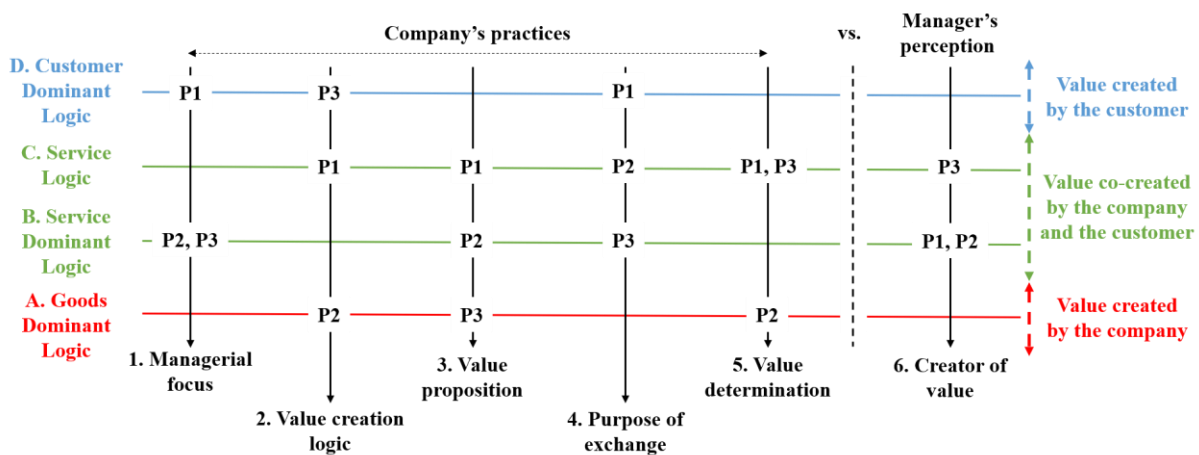 Company's practices
vs.
Manager's
perception
D. Customer
Dominant
Logic
P1
P3
P1
Value created
by the customer
C. Service
Logic
P1
P1
P2
P1, P3
P3
Value co-created
by the company
and the customer
B. Service
Dominant
Logic
P2, P3
P2
P3
P1, P2
A. Goods
Dominant
Logic
P2
P3
P2
Value created
by the company
1. Managerial
focus
2. Value creation
logic
3. Value
proposition
4. Purpose of
exchange
5. Value
determination
6. Creator of
value